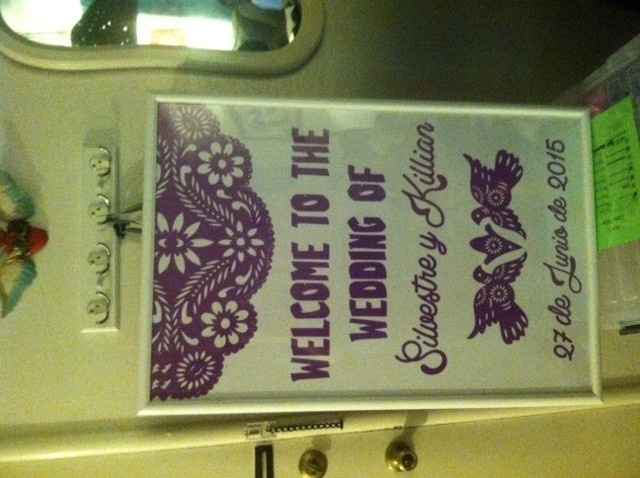 WELCOME TO THE
WEDDING OF
Silvestre y Killian
27 de Junio de 2015